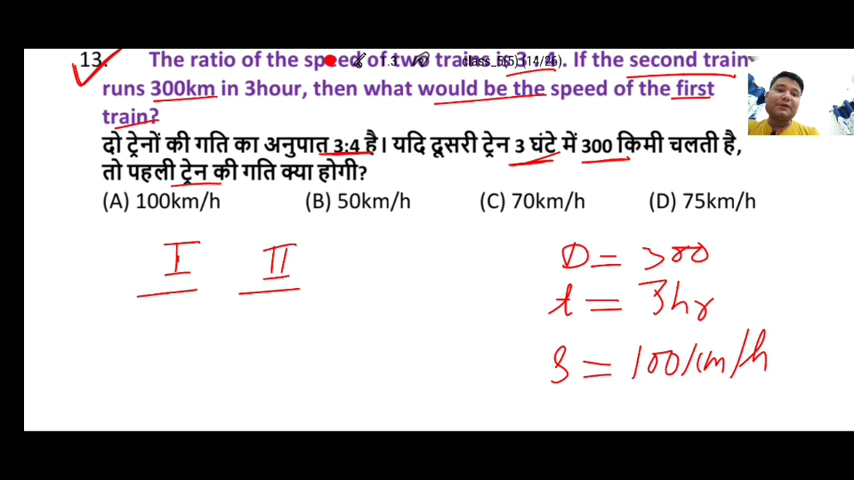 13. The ratio of the speed of two trains is 3:4. If the second train
runs 300km in 3hour, then what would be the speed of the first
train?
दो ट्रेनों की गति का अनुपात 3:4 है। यदि दूसरी ट्रेन 3 घंटे में 300 किमी चलती है,
तो पहली ट्रेन की गति क्या होगी?
(A) 100km/h (B) 50km/h (C) 70km/h (D) 75km/h
I II
D = 300
t = 3hr
S = 100km/h